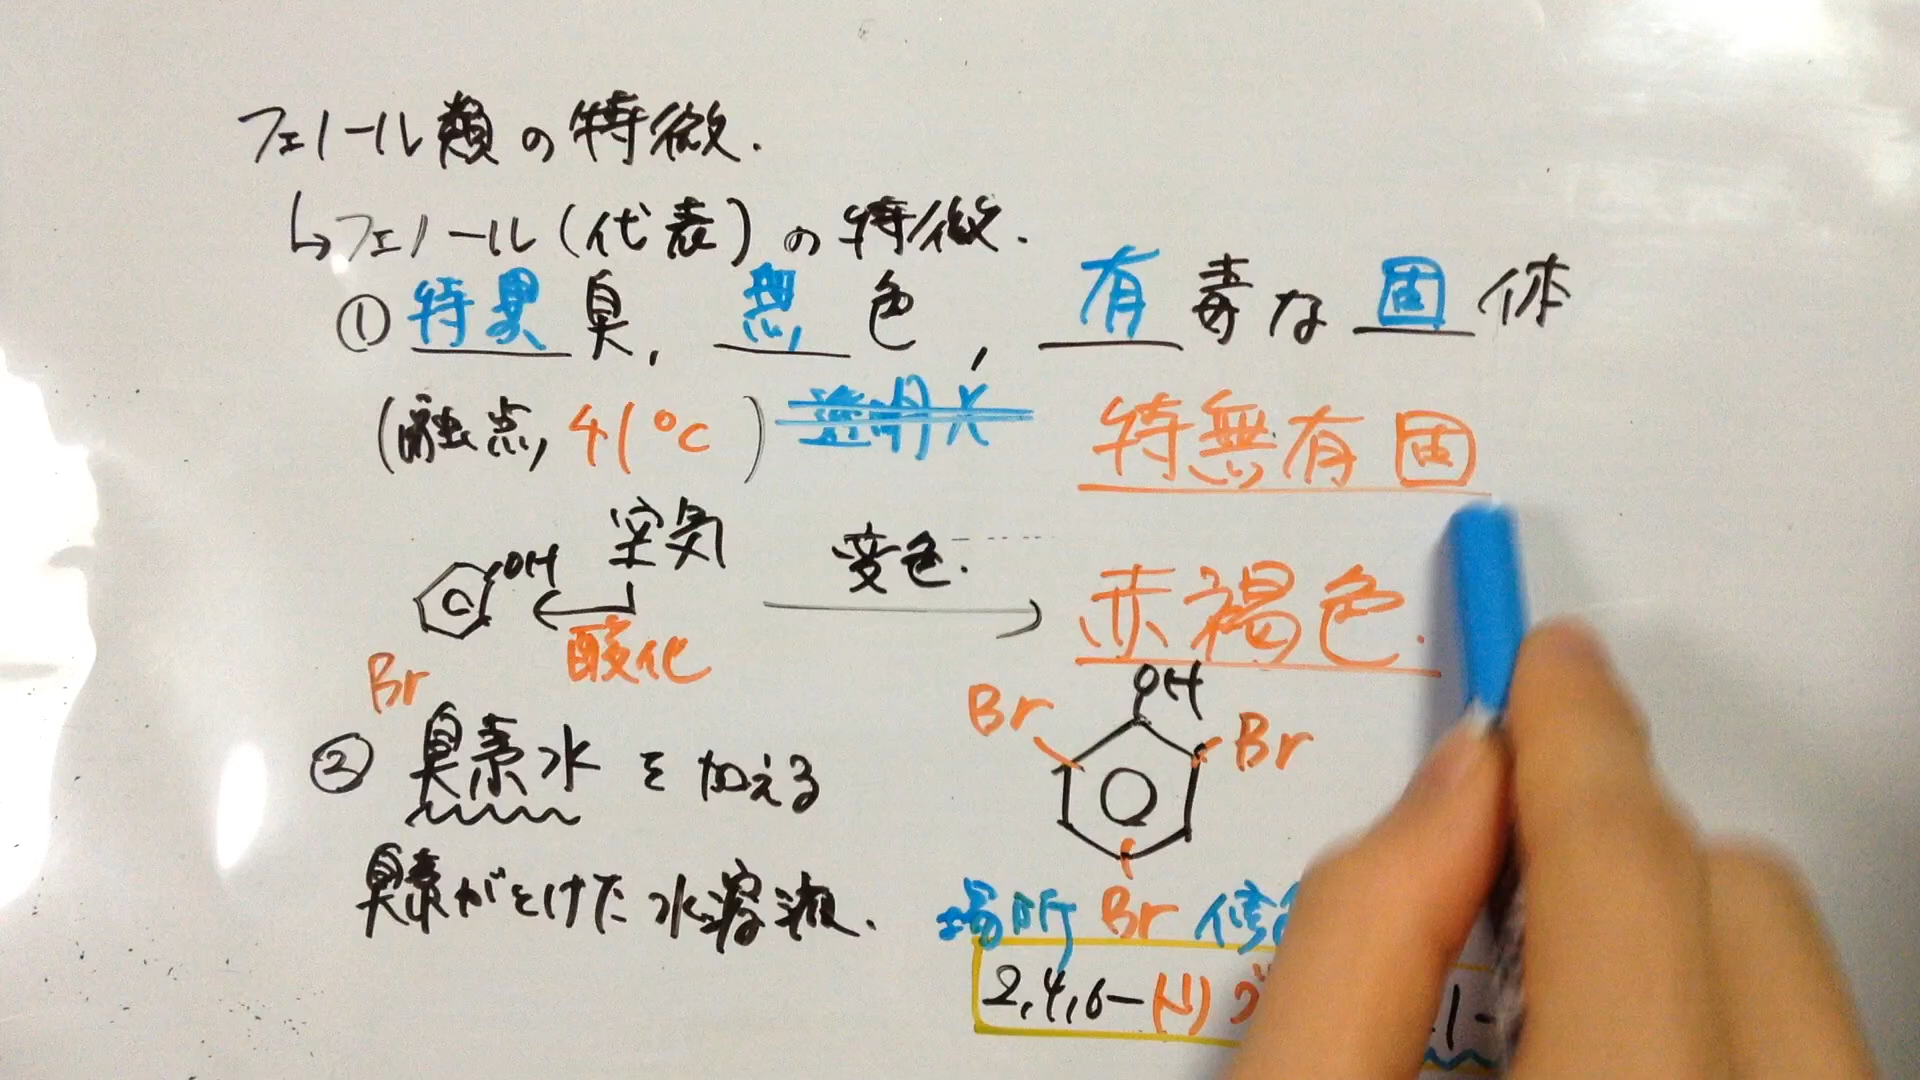 フェノール類の特徴.
↳フェノール(代表)の特徴.
① 特異臭, 無色, 有毒な固体
(融点, 41℃) 透明×
特無有固
OH 空気 変色.
酸化
赤褐色.
Br
OH
Br Br
② 臭素水を加える
Br
臭素がとけた水溶液.
場所 Br
2,4,6-トリ